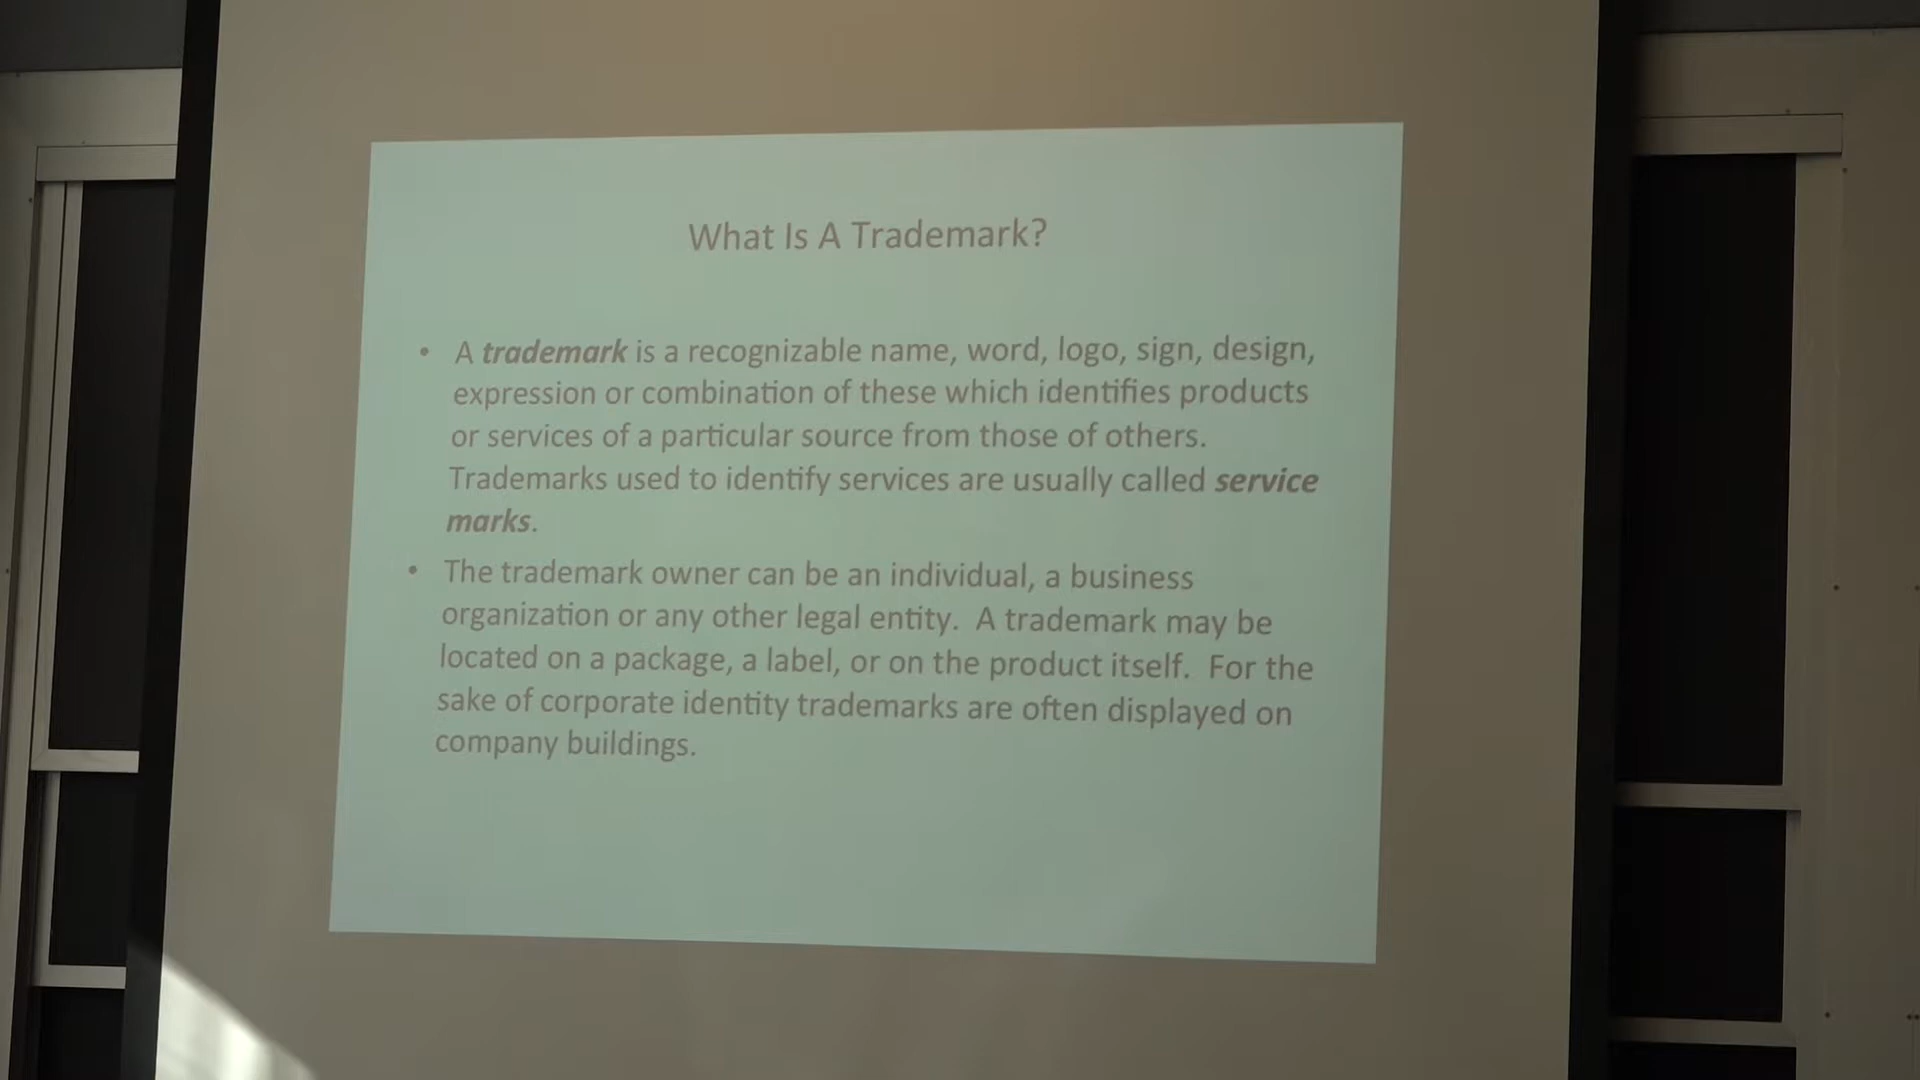 What Is A Trademark?
• A trademark is a recognizable name, word, logo, sign, design,
expression or combination of these which identifies products
or services of a particular source from those of others.
Trademarks used to identify services are usually called service
marks.
• The trademark owner can be an individual, a business
organization or any other legal entity.  A trademark may be
located on a package, a label, or on the product itself.  For the
sake of corporate identity trademarks are often displayed on
company buildings.